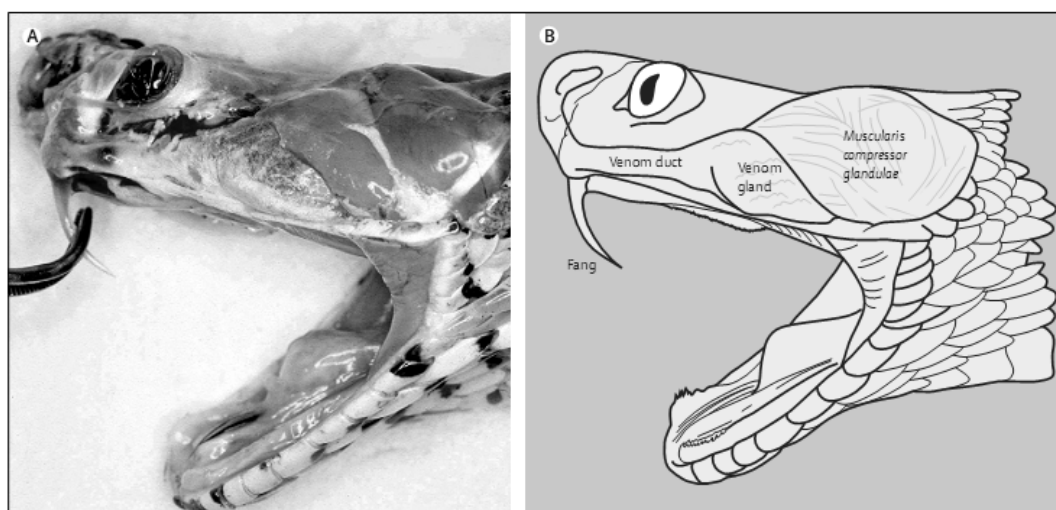 A
B
Venom duct
Venom
gland
Muscularis
compressor
glandulae
Fang